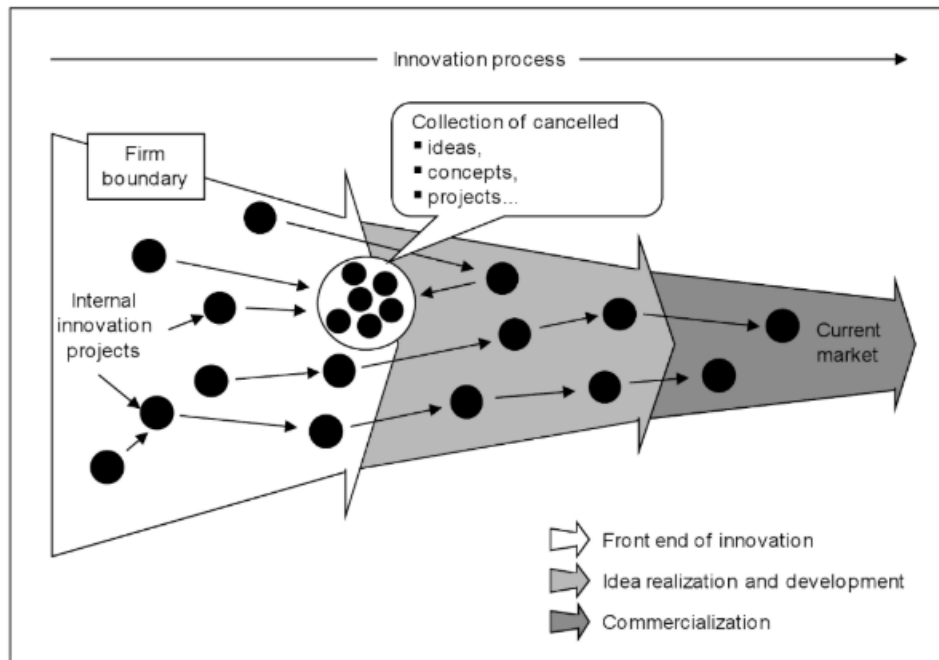 Innovation process
Collection of cancelled
▪ ideas,
▪ concepts,
▪ projects...
Firm
boundary
Internal
innovation
projects
Current
market
Front end of innovation
Idea realization and development
Commercialization